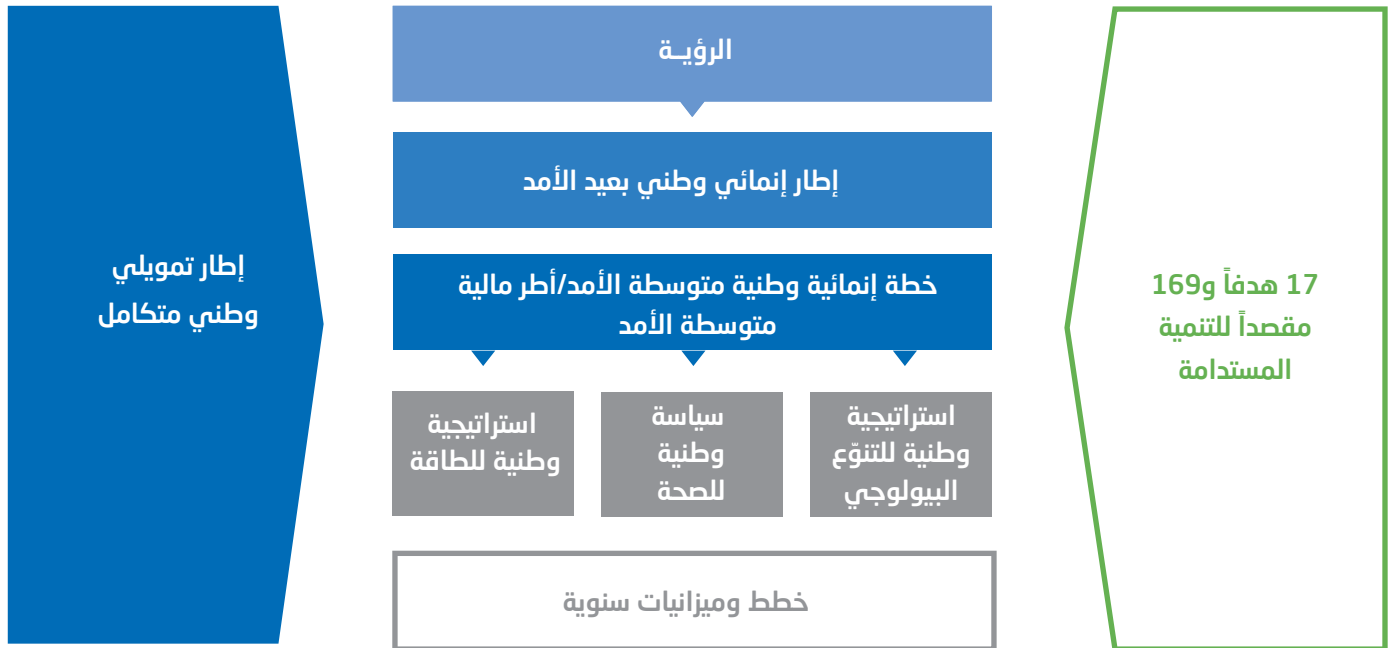 الرؤيــة
إطار إنمائي وطني بعيد الأمد
خطة إنمائية وطنية متوسطة الأمد/أطر مالية
متوسطة الأمد
استراتيجية
وطنية للتنوّع
البيولوجي
سياسة
وطنية
للصحة
استراتيجية
وطنية للطاقة
خطط وميزانيات سنوية
17 هدفاً و169
مقصداً للتنمية
المستدامة
إطار تمويلي
وطني متكامل